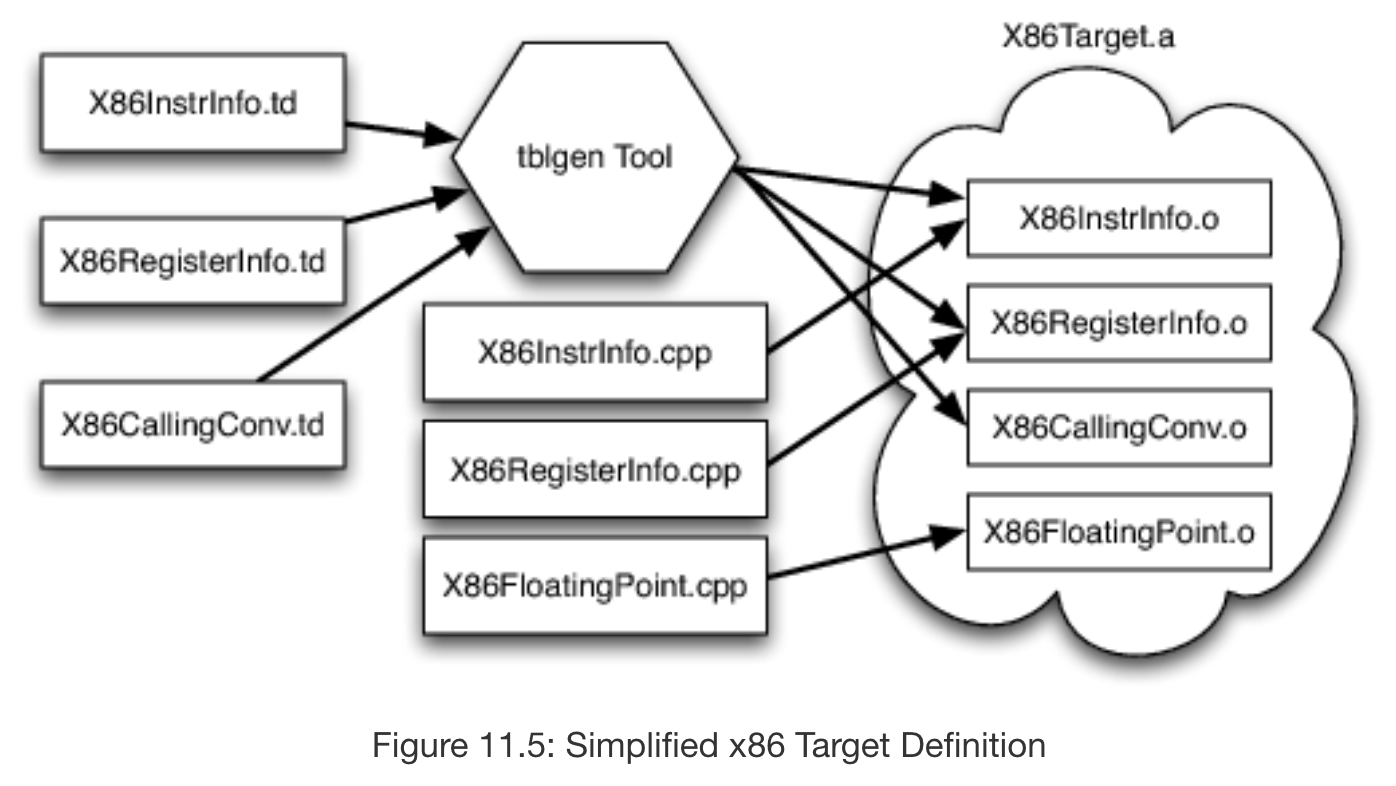 X86Target.a
X86InstrInfo.td
tblgen Tool
X86InstrInfo.o
X86RegisterInfo.td
X86InstrInfo.cpp
X86RegisterInfo.o
X86CallingConv.td
X86RegisterInfo.cpp
X86CallingConv.o
X86FloatingPoint.cpp
X86FloatingPoint.o
Figure 11.5: Simplified x86 Target Definition